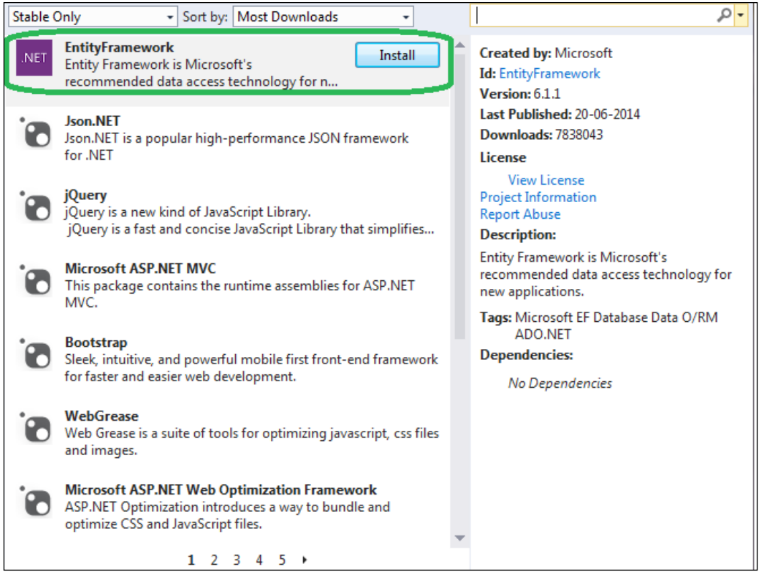 Stable Only Sort by: Most Downloads
.NET
EntityFramework
Entity Framework is Microsoft's
recommended data access technology for n...
Install
Json.NET
Json.NET is a popular high-performance JSON framework
for .NET
jQuery
jQuery is a new kind of JavaScript Library.
jQuery is a fast and concise JavaScript Library that simplifies...
Microsoft ASP.NET MVC
This package contains the runtime assemblies for ASP.NET
MVC.
Bootstrap
Sleek, intuitive, and powerful mobile first front-end framework
for faster and easier web development.
WebGrease
Web Grease is a suite of tools for optimizing javascript, css files
and images.
Microsoft ASP.NET Web Optimization Framework
ASP.NET Optimization introduces a way to bundle and
optimize CSS and JavaScript files.
1 2 3 4 5
Created by: Microsoft
Id: EntityFramework
Version: 6.1.1
Last Published: 20-06-2014
Downloads: 7838043
License
View License
Project Information
Report Abuse
Description:
Entity Framework is Microsoft's
recommended data access technology for
new applications.
Tags: Microsoft EF Database Data O/RM
ADO.NET
Dependencies:
No Dependencies